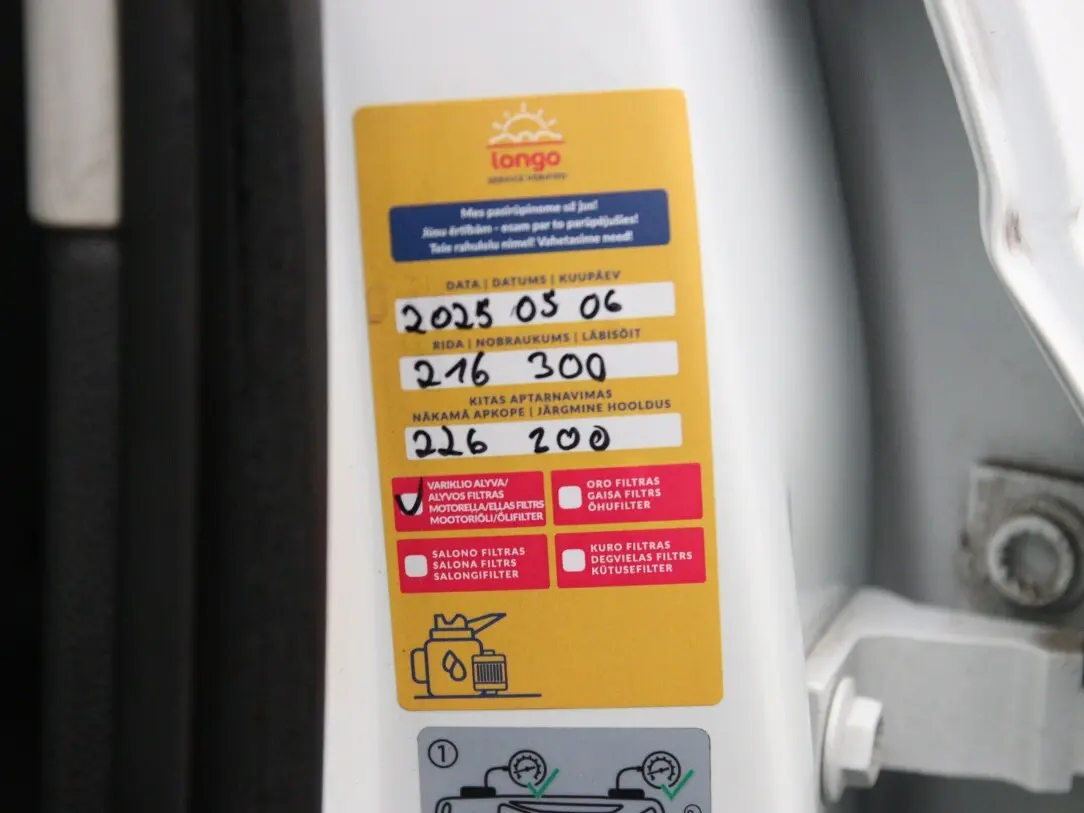 longo
Mes pasirūpinome už jus!
Jūsu ērtībām - esam par to parūpējušies!
Teie rahulolu nimel! Vahetasime need!
DATA | DATUMS | KUUPÄEV
2025 05 06
RIDA | NOBRAUKUMS | LÄBISÕIT
216 300
KITAS APTARNAVIMAS
NĀKAMĀ APKOPE | JÄRGMINE HOOLDUS
226 200
VARIKLIO ALYVA/
ALYVOS FILTRAS
MOTORELLA/ELLAS FILTRS
MOOTORIÕLI/ÕLIFILTER
ORO FILTRAS
GAISA FILTRS
ÕHUFILTER
SALONO FILTRAS
SALONA FILTRS
SALONGIFILTER
KURO FILTRAS
DEGVIELAS FILTRS
KÜTUSEFILTER
1